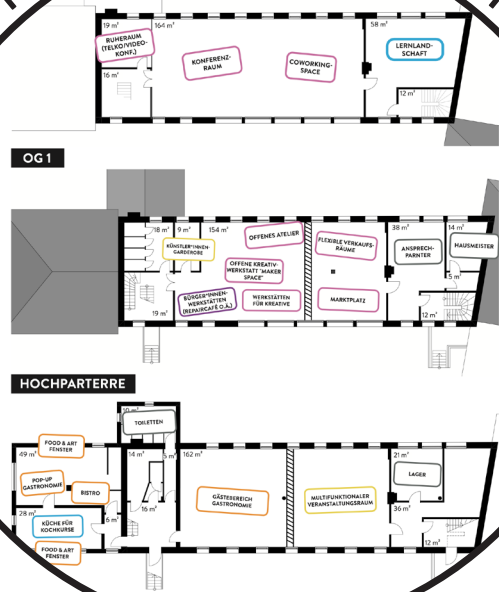 19 m²
164 m²
58 m²
RUHERAUM
(TELKO/VIDEO-
KONF.)
KONFERENZ-
RAUM
COWORKING-
SPACE
LERNLAND-
SCHAFT
16 m²
12 m²
OG 1
18 m²
9 m²
154 m²
38 m²
14 m²
KÜNSTLER*INNEN-
GARDEROBE
OFFENES ATELIER
FLEXIBLE VERKAUFS-
RÄUME
ANSPRECH-
PARNTER
HAUSMEISTER
OFFENE KREATIV-
WERKSTATT "MAKER
SPACE"
5 m²
BÜRGER*INNEN-
WERKSTÄTTEN
(REPAIRCAFÉ O.Ä.)
WERKSTÄTTEN
FÜR KREATIVE
MARKTPLATZ
19 m²
12 m²
HOCHPARTERRE
TOILETTEN
FOOD & ART
FENSTER
49 m²
14 m²
5 m²
162 m²
21 m²
POP-UP
GASTRONOMIE
BISTRO
GÄSTEBEREICH
GASTRONOMIE
MULTIFUNKTIONALER
VERANSTALTUNGSRAUM
LAGER
28 m²
6 m²
16 m²
36 m²
KÜCHE FÜR
KOCHKURSE
12 m²
FOOD & ART
FENSTER